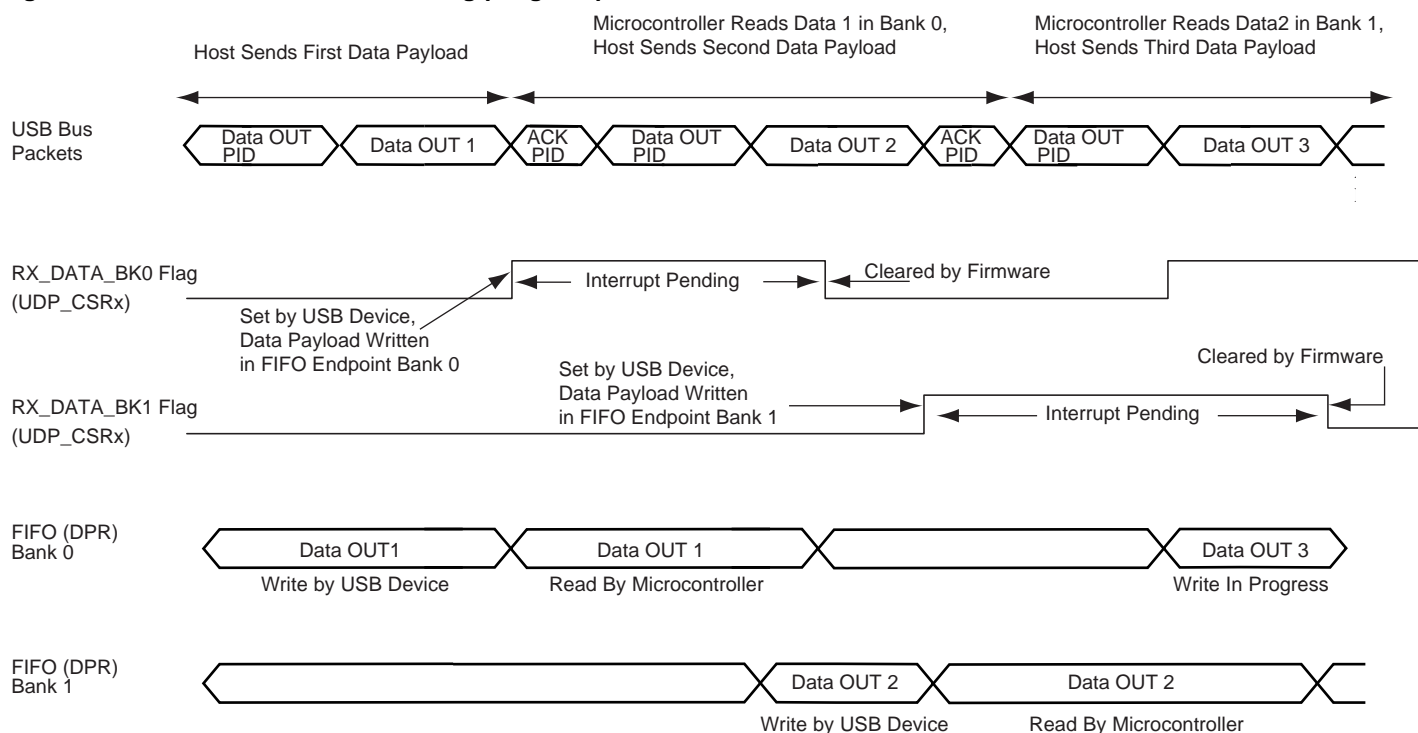 Microcontroller Reads Data 1 in Bank 0,
Host Sends Second Data Payload
Microcontroller Reads Data2 in Bank 1,
Host Sends Third Data Payload
Host Sends First Data Payload
USB Bus
Packets
Data OUT
PID
Data OUT 1
ACK
PID
Data OUT
PID
Data OUT 2
ACK
PID
Data OUT
PID
Data OUT 3
RX_DATA_BK0 Flag
(UDP_CSRx)
Interrupt Pending
Cleared by Firmware
Set by USB Device,
Data Payload Written
in FIFO Endpoint Bank 0
Cleared by Firmware
Set by USB Device,
Data Payload Written
in FIFO Endpoint Bank 1
RX_DATA_BK1 Flag
(UDP_CSRx)
Interrupt Pending
FIFO (DPR)
Bank 0
Data OUT1
Data OUT 1
Data OUT 3
Write by USB Device
Read By Microcontroller
Write In Progress
FIFO (DPR)
Bank 1
Data OUT 2
Data OUT 2
Write by USB Device
Read By Microcontroller